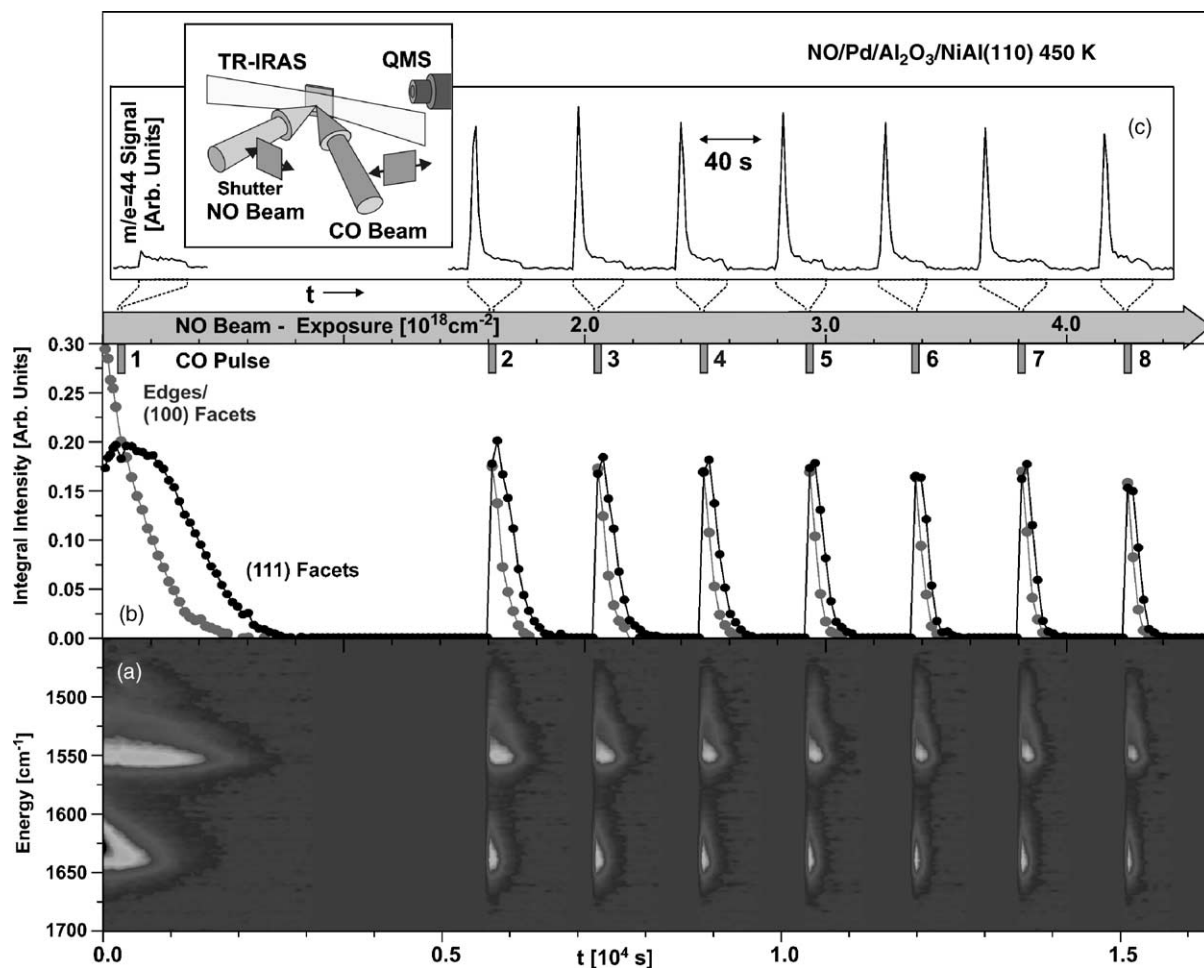 NO/Pd/Al₂O₃/NiAl(110) 450 K
TR-IRAS
QMS
Shutter
NO Beam
CO Beam
m/e=44 Signal
[Arb. Units]
(c)
40 s
t
NO Beam - Exposure [10¹⁸cm⁻²] 2.0 3.0 4.0
CO Pulse
1 2 3 4 5 6 7 8
Edges/
(100) Facets
(111) Facets
(b)
Integral Intensity [Arb. Units]
0.30
0.25
0.20
0.15
0.10
0.05
0.00
(a)
Energy [cm⁻¹]
1500
1550
1600
1650
1700
0.0 0.5 1.0 1.5
t [10⁴ s]